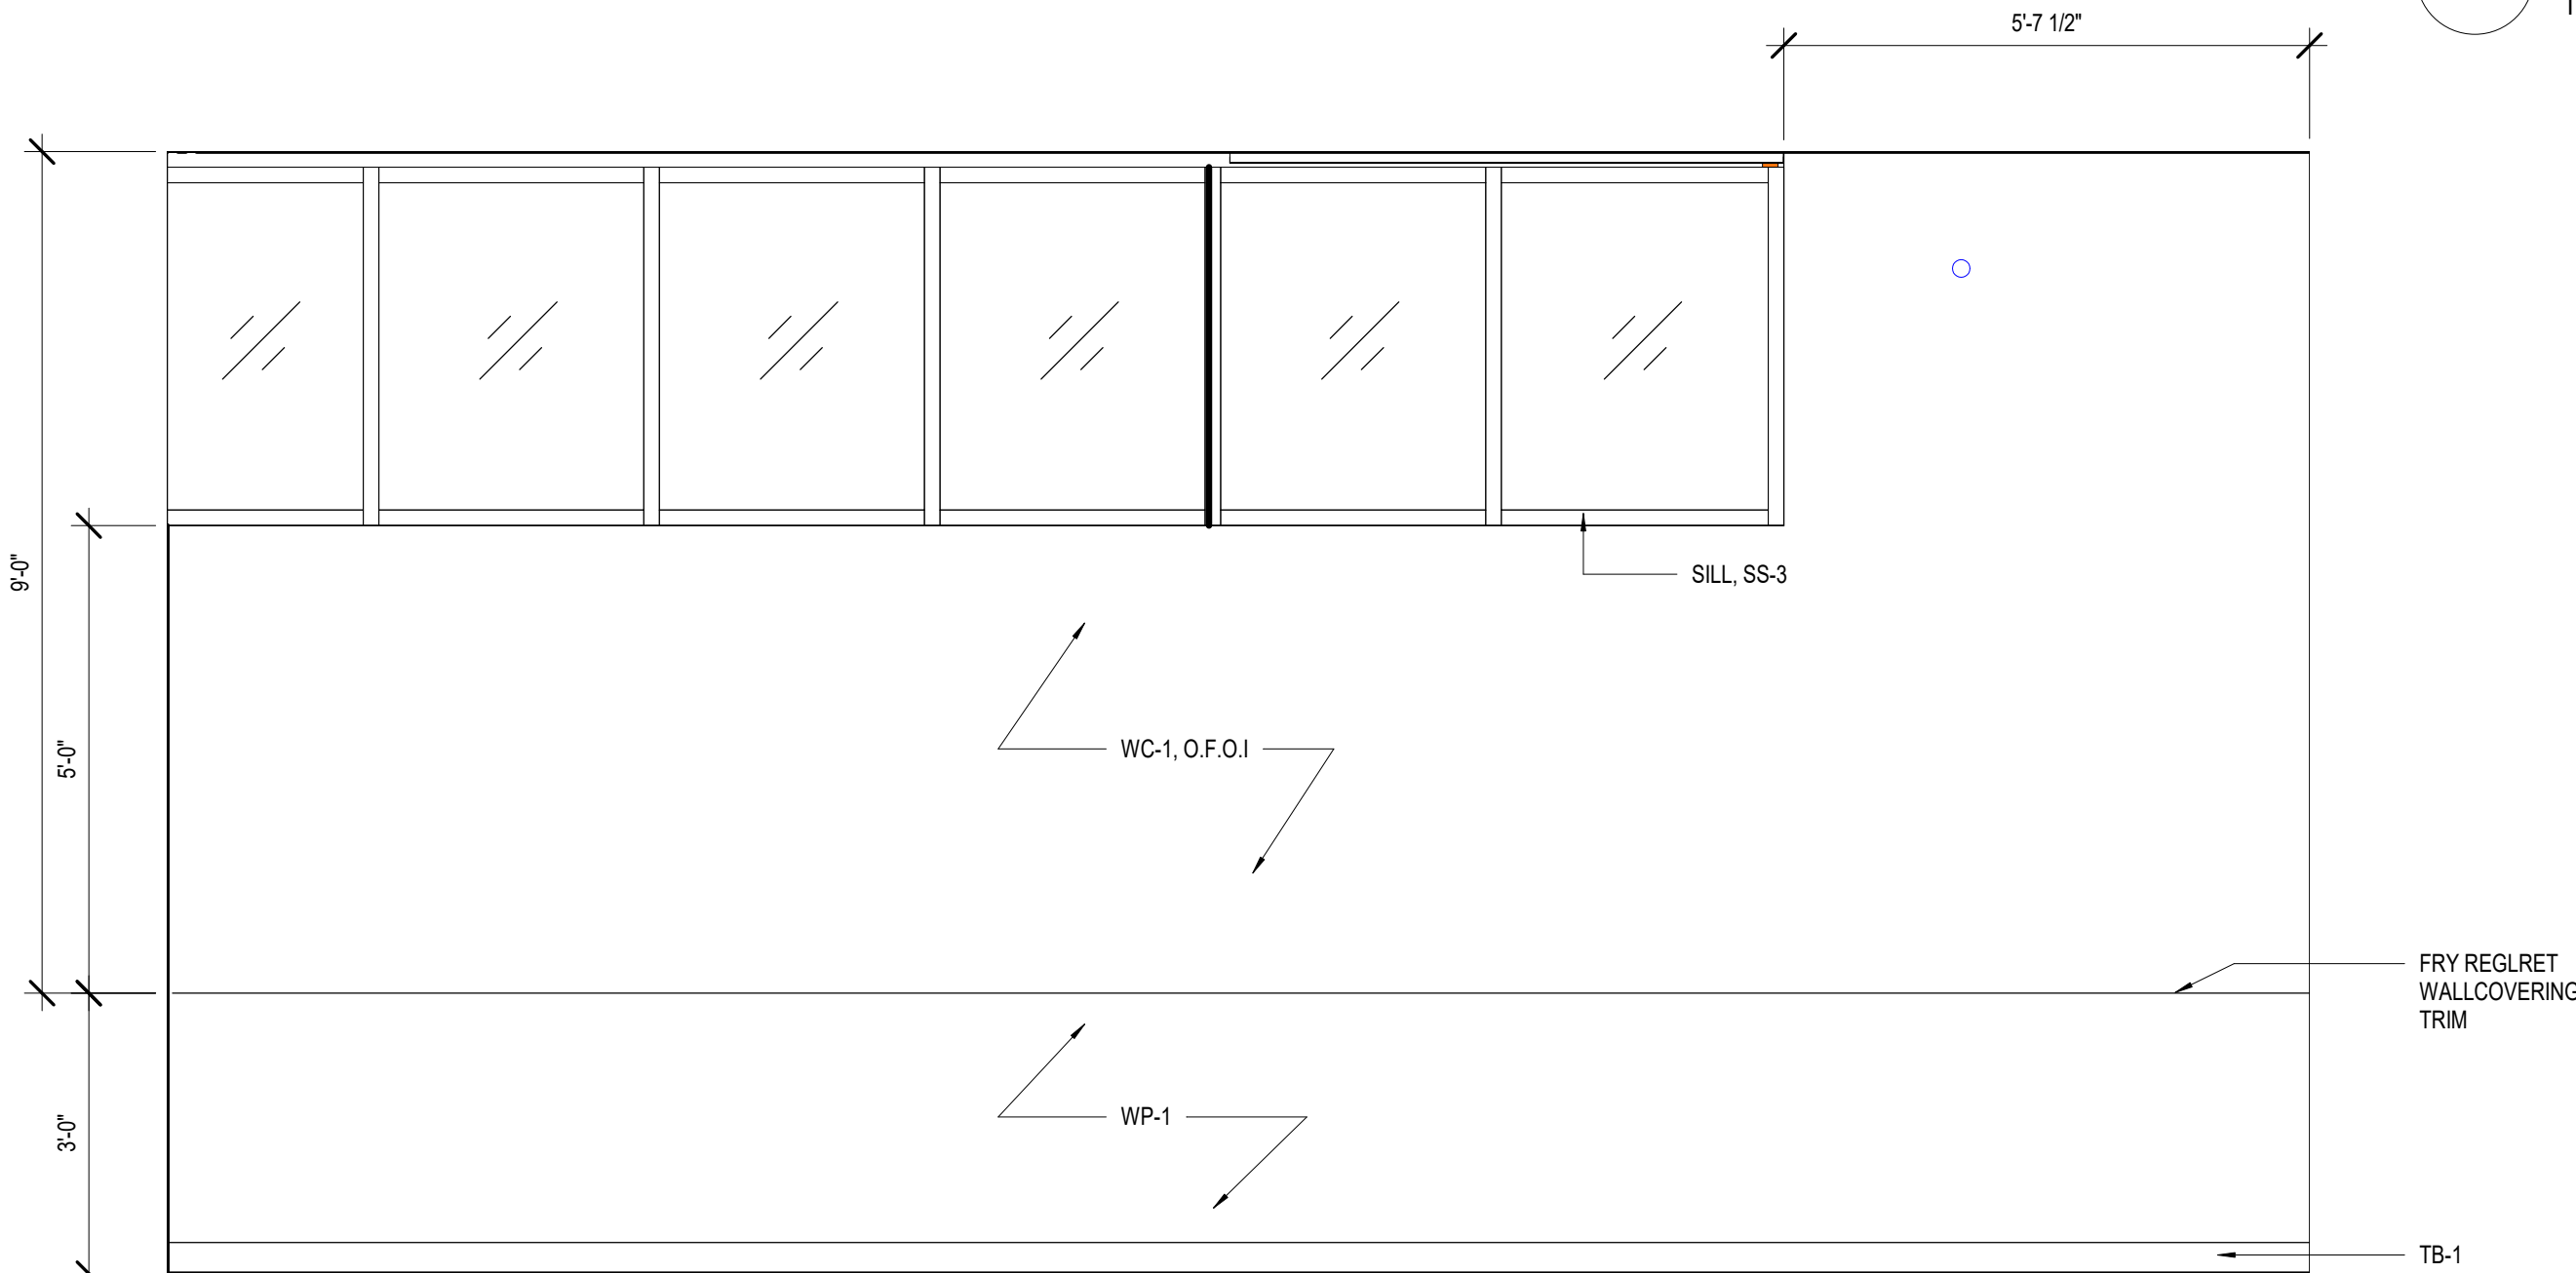 5'-7 1/2"
9'-0"
SILL, SS-3
5'-0"
WC-1, O.F.O.I
FRY REGLRET
WALLCOVERING
TRIM
3'-0"
WP-1
TB-1